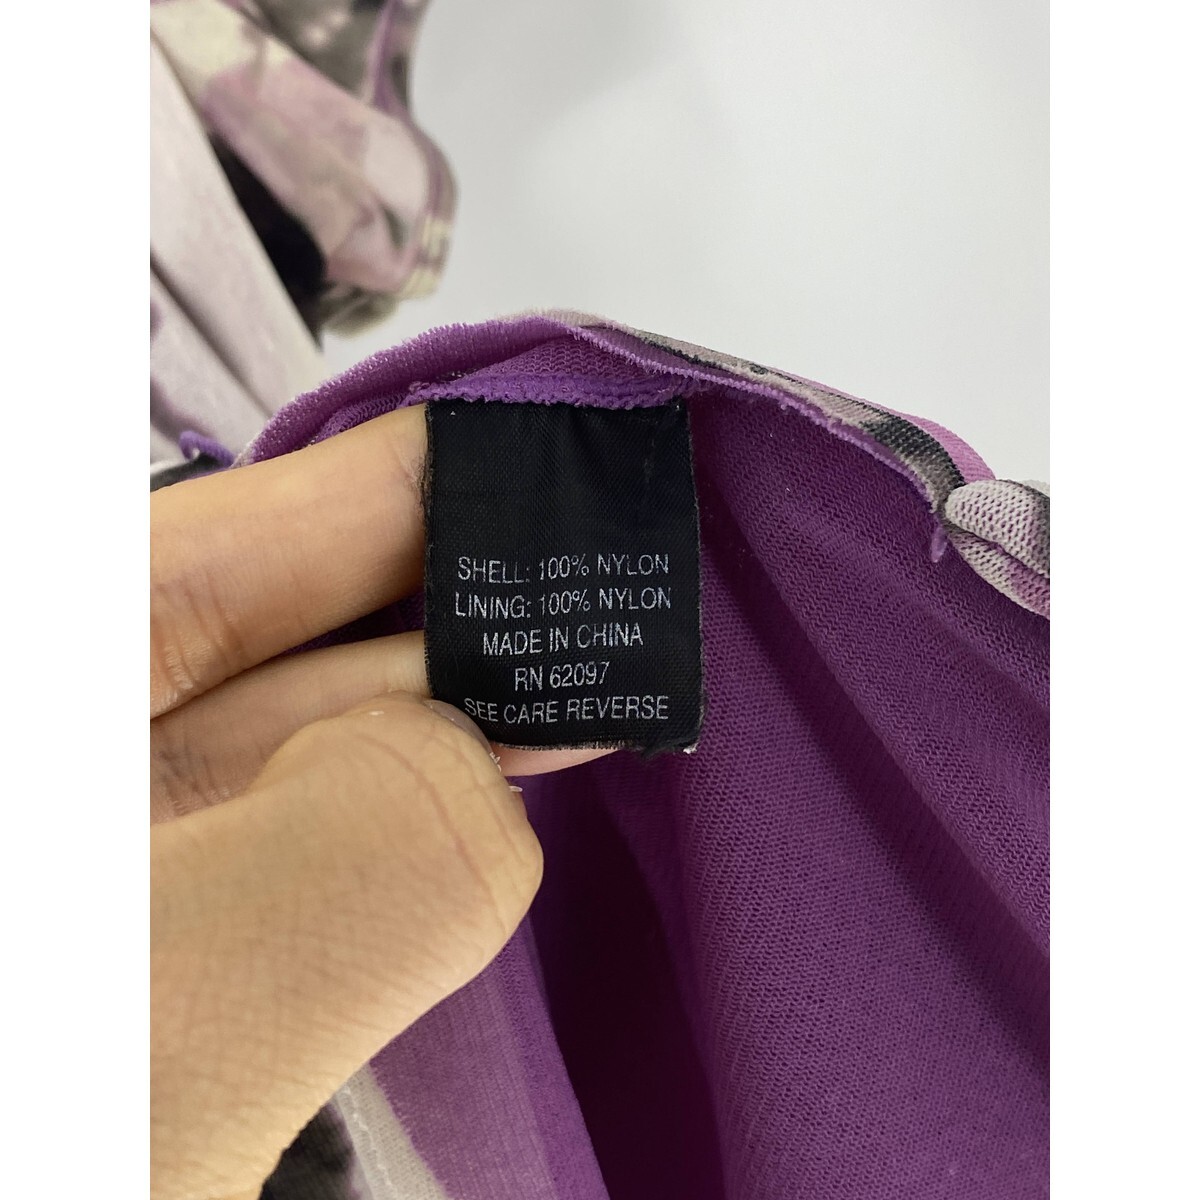 SHELL: 100% NYLON
LINING: 100% NYLON
MADE IN CHINA
RN 62097
SEE CARE REVERSE